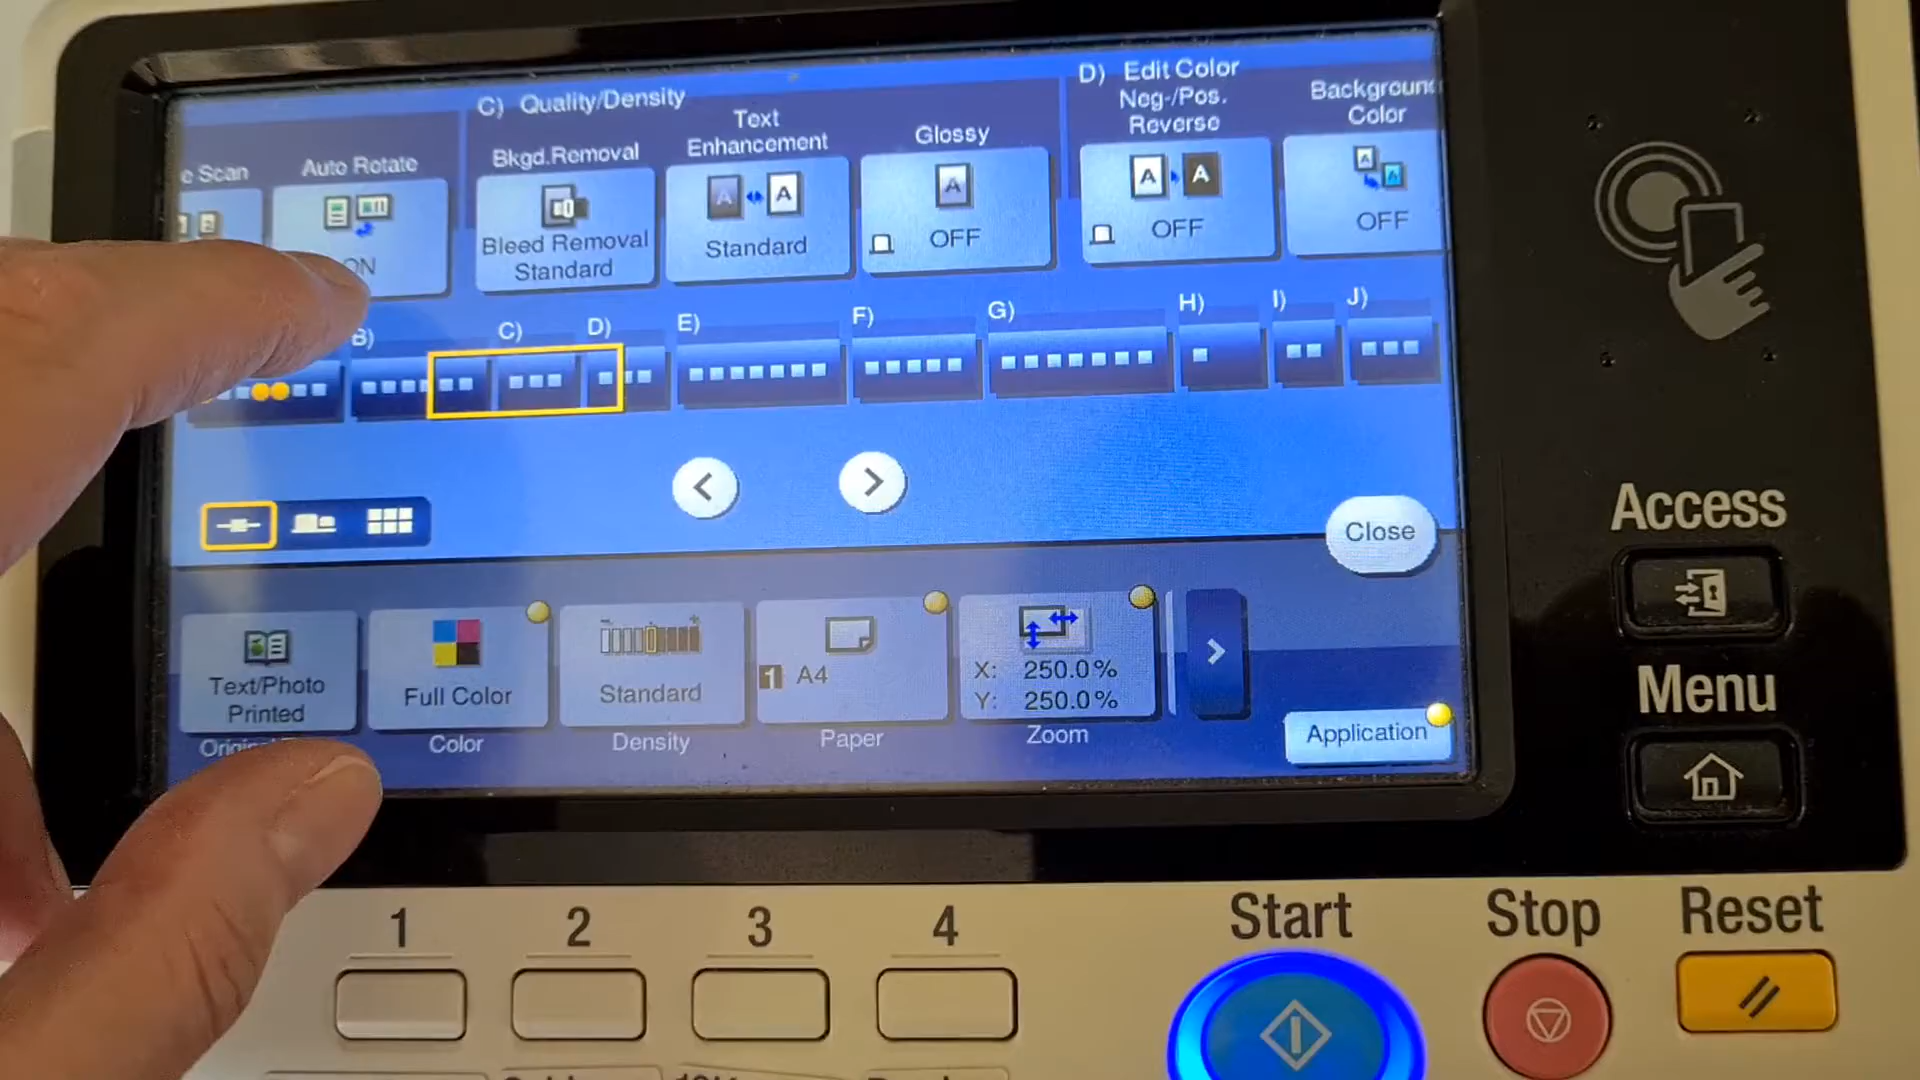 C) Quality/Density
D) Edit Color
e Scan
Auto Rotate
ON
Bkgd.Removal
Bleed Removal
Standard
Text
Enhancement
Standard
Glossy
OFF
Neg-/Pos.
Reverse
OFF
Background
Color
OFF
B)
C)
D)
E)
F)
G)
H)
I)
J)
Close
Text/Photo
Printed
Full Color
Color
Standard
Density
1 A4
Paper
X: 250.0%
Y: 250.0%
Zoom
Application
Access
Menu
1
2
3
4
Start
Stop
Reset